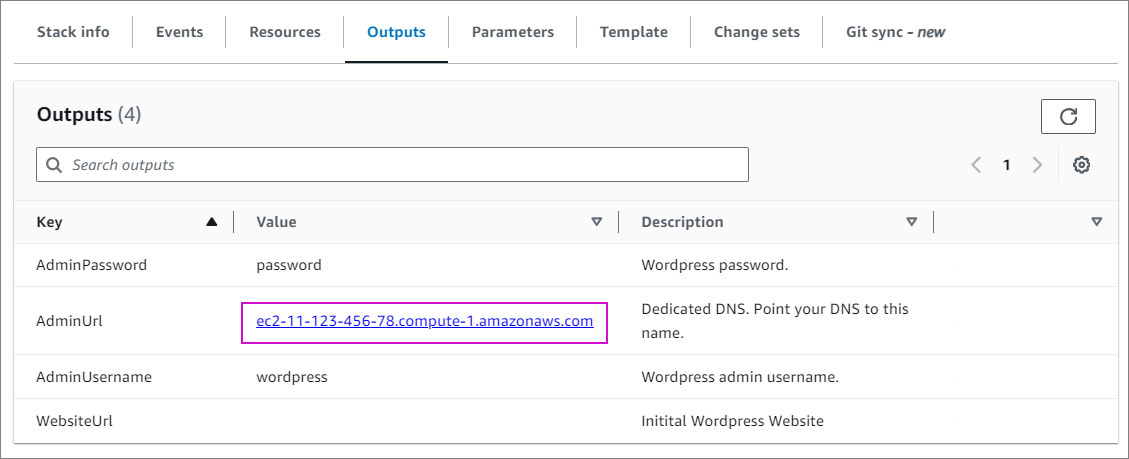 Stack info Events Resources Outputs Parameters Template Change sets Git sync - new
Outputs (4)
Search outputs
1
Key Value Description
AdminPassword password Wordpress password.
AdminUrl ec2-11-123-456-78.compute-1.amazonaws.com Dedicated DNS. Point your DNS to this
name.
AdminUsername wordpress Wordpress admin username.
WebsiteUrl Initital Wordpress Website